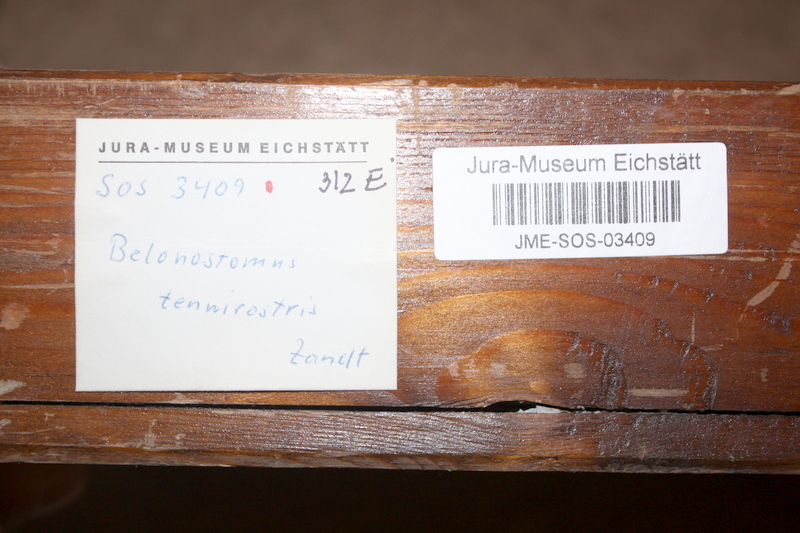 JURA-MUSEUM EICHSTÄTT
SOS 3409 312 E
Belonostomus
tenuirostris
Zandt
Jura-Museum Eichstätt
JME-SOS-03409